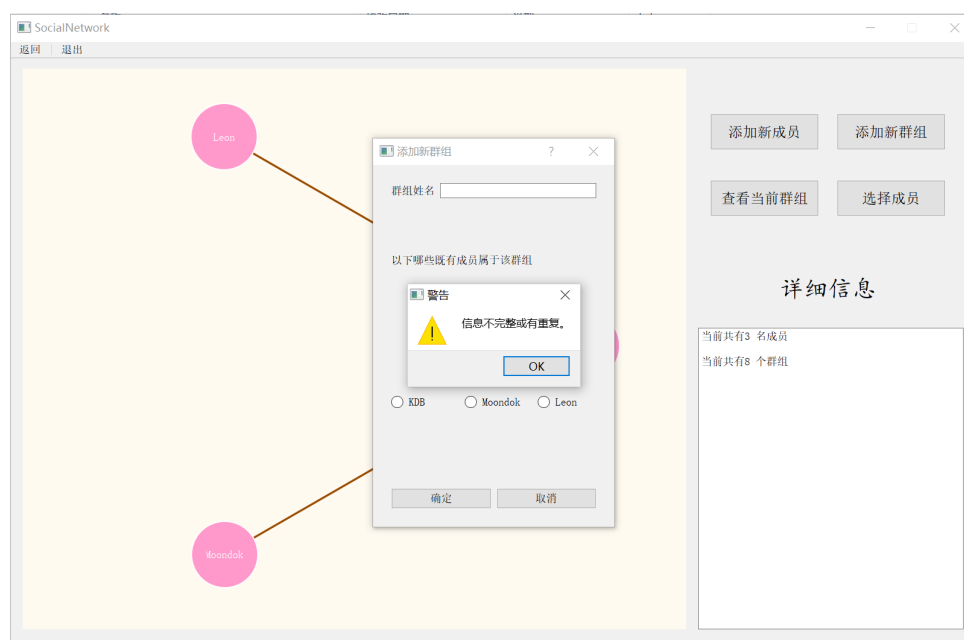 SocialNetwork
返回 退出
Leon
添加新群组
群组姓名
以下哪些既有成员属于该群组
警告
信息不完整或有重复。
OK
KDB Moondok Leon
确定 取消
Moondok
添加新成员 添加新群组
查看当前群组 选择成员
详细信息
当前共有3 名成员
当前共有8 个群组